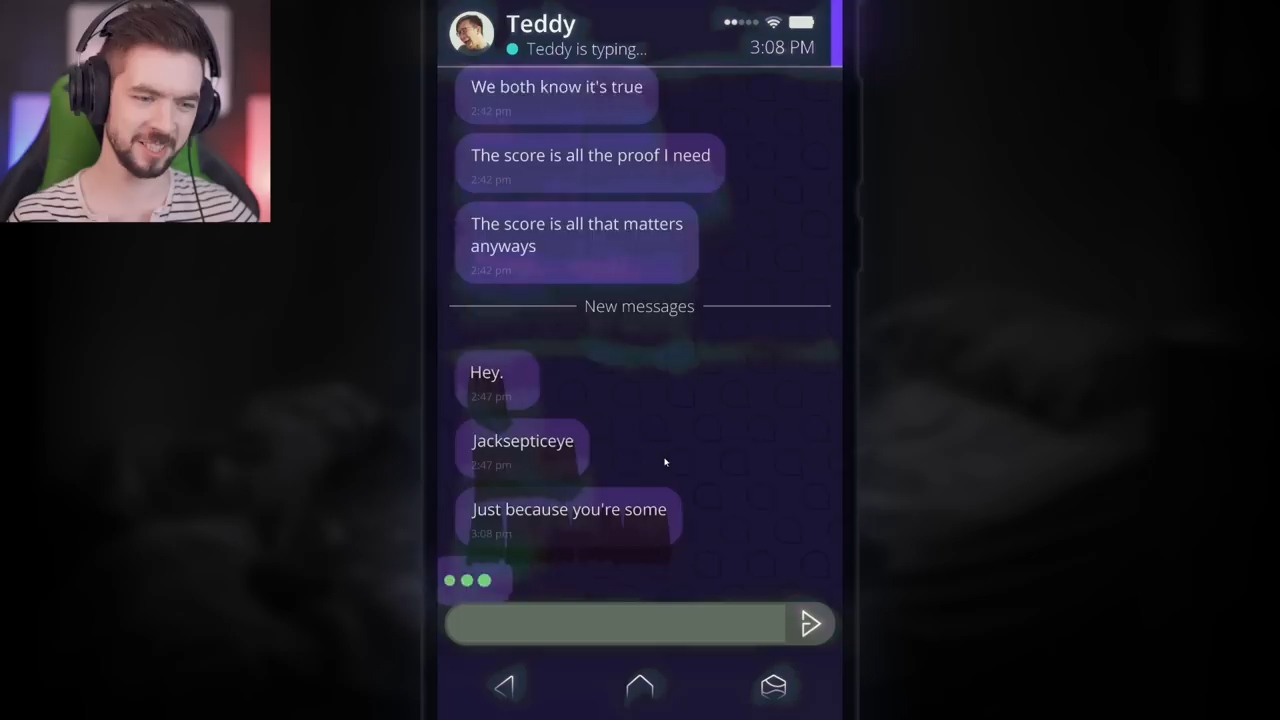 Teddy
Teddy is typing...
3:08 PM
We both know it's true
2:42 pm
The score is all the proof I need
2:42 pm
The score is all that matters
anyways
2:42 pm
New messages
Hey.
2:47 pm
Jacksepticeye
2:47 pm
Just because you're some
3:08 pm